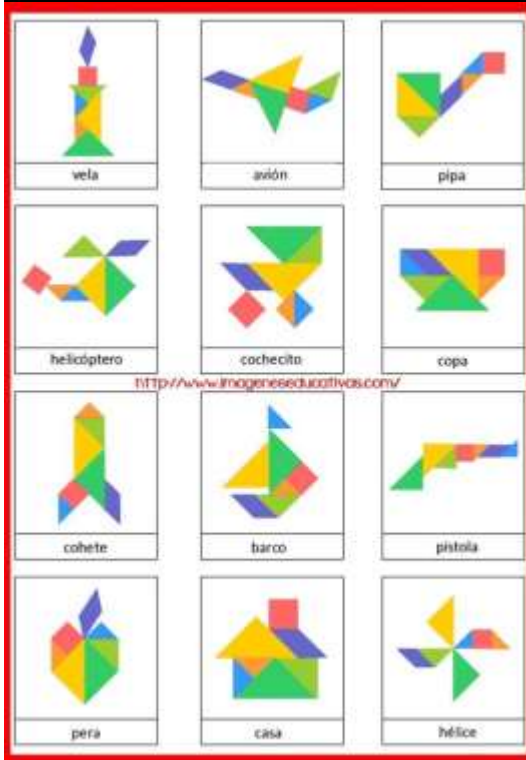 vela
avión
pipa
helicóptero
cochecito
copa
http://www.imageneseducativas.com/
cohete
barco
pistola
pera
casa
hélice